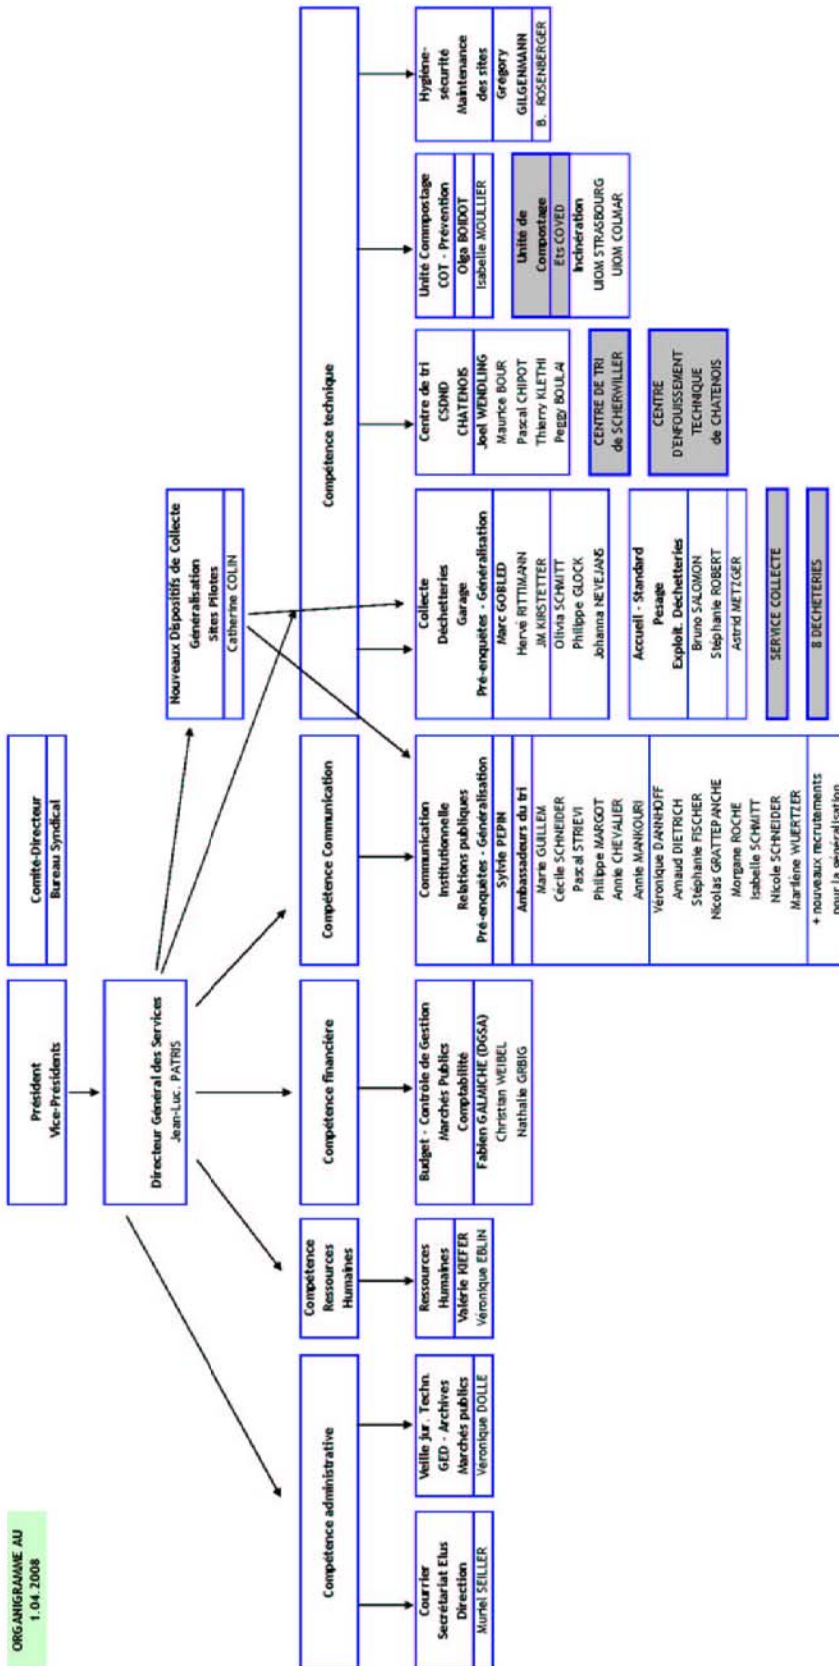 ORGANIGRAMME AU
1.04.2008
Président
Vice-Présidents
Comité-Directeur
Bureau Syndical
Directeur Général des Services
Jean-Luc. PATRIS
Nouveaux Dispositifs de Collecte
Généralisation
Sites Pilotes
Catherine COLIN
Compétence administrative
Compétence
Ressources
Humaines
Compétence financière
Compétence Communication
Compétence technique
Courrier
Secrétariat Elus
Direction
Muriel SEILLER
Veille jur. Techn.
GED - Archives
Marchés publics
Véronique DOLLE
Ressources
Humaines
Valérie KIEFER
Véronique EBLIN
Budget - Controle de Gestion
Marchés Publics
Comptabilité
Fabien GALMICHE (DGSA)
Christian WEIBEL
Nathalie GRBIG
Communication
Institutionnelle
Relations publiques
Pré-enquêtes - Généralisation
Sylvie PEPIN
Ambassadeurs du tri
Marie GUILLEM
Cécile SCHNEIDER
Pascal STRIEVI
Philippe MARGOT
Annie CHEVALIER
Annie MANKOURI
Véronique DANNHOFF
Arnaud DIETRICH
Stéphanie FISCHER
Nicolas GRATTEPANCHE
Morgane ROCHE
Isabelle SCHMITT
Nicole SCHNEIDER
Marilène WUERTZER
+ nouveaux recrutements
pour la généralisation
Collecte
Déchetteries
Garage
Pré-enquêtes - Généralisation
Marc GOBLED
Hervé RITTIMANN
JM KIRSTETTER
Olivia SCHMITT
Philippe GLOCK
Johanna NEVEJANS
Accueil - Standard
Pesage
Exploit. Déchetteries
Bruno SALOMON
Stéphanie ROBERT
Astrid METZGER
SERVICE COLLECTE
8 DECHETERIES
Centre de tri
CSDND
CHATENOIS
Joel WENDLING
Maurice BOUR
Pascal CHIPOT
Thierry KLETHI
Peggy BOULAI
CENTRE DE TRI
de SCHERWILLER
CENTRE
D'ENFOUISSEMENT
TECHNIQUE
de CHATENOIS
Unité Commpostage
COT - Prévention
Olga BOIDOT
Isabelle MOULLIER
Unité de
Compostage
Ets COVED
Incinération
UIOM STRASBOURG
UIOM COLMAR
Hygiène-
sécurité
Maintenance
des sites
Grégory
GILGENMANN
B. ROSENBERGER